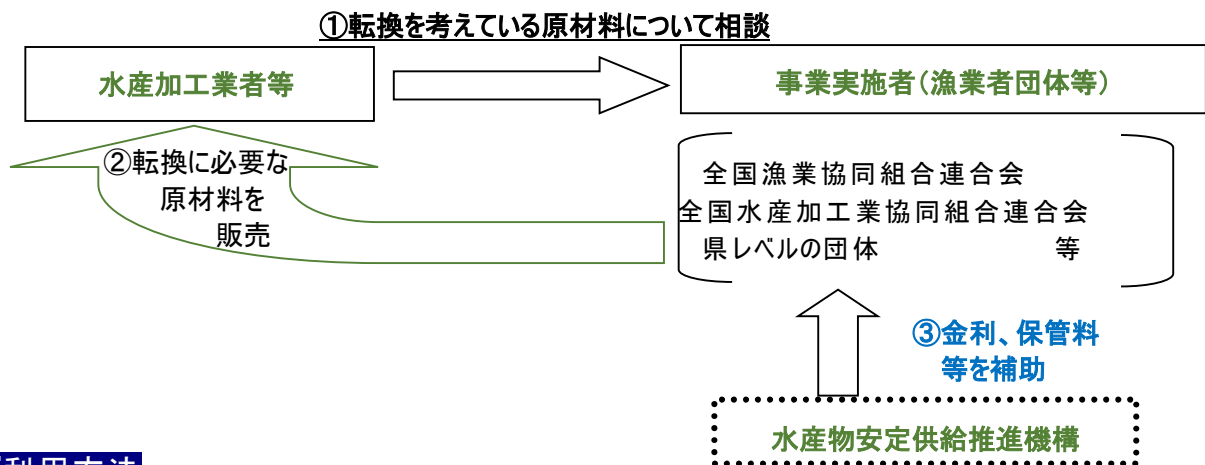 ①転換を考えている原材料について相談
水産加工業者等
事業実施者（漁業者団体等）
②転換に必要な
原材料を
販売
全国漁業協同組合連合会
全国水産加工業協同組合連合会
県レベルの団体　　　　　　　等
③金利、保管料
等を補助
水産物安定供給推進機構
利用方法